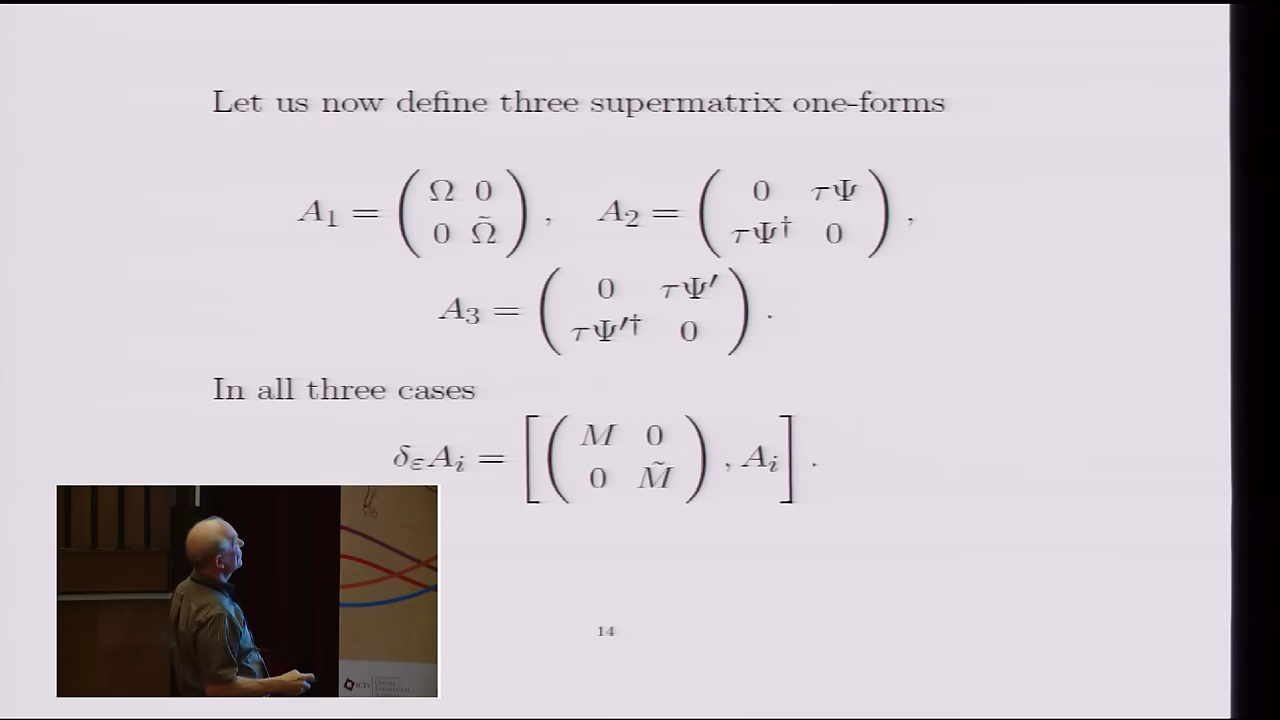 Let us now define three supermatrix one-forms
A₁ = ( Ω 0 ; 0 Ω̃ ) , A₂ = ( 0 τΨ ; τΨ† 0 ) ,
A₃ = ( 0 τΨ′ ; τΨ′† 0 ) .
In all three cases
δ_ε A_i = [ ( M 0 ; 0 M̃ ) , A_i ] .
14